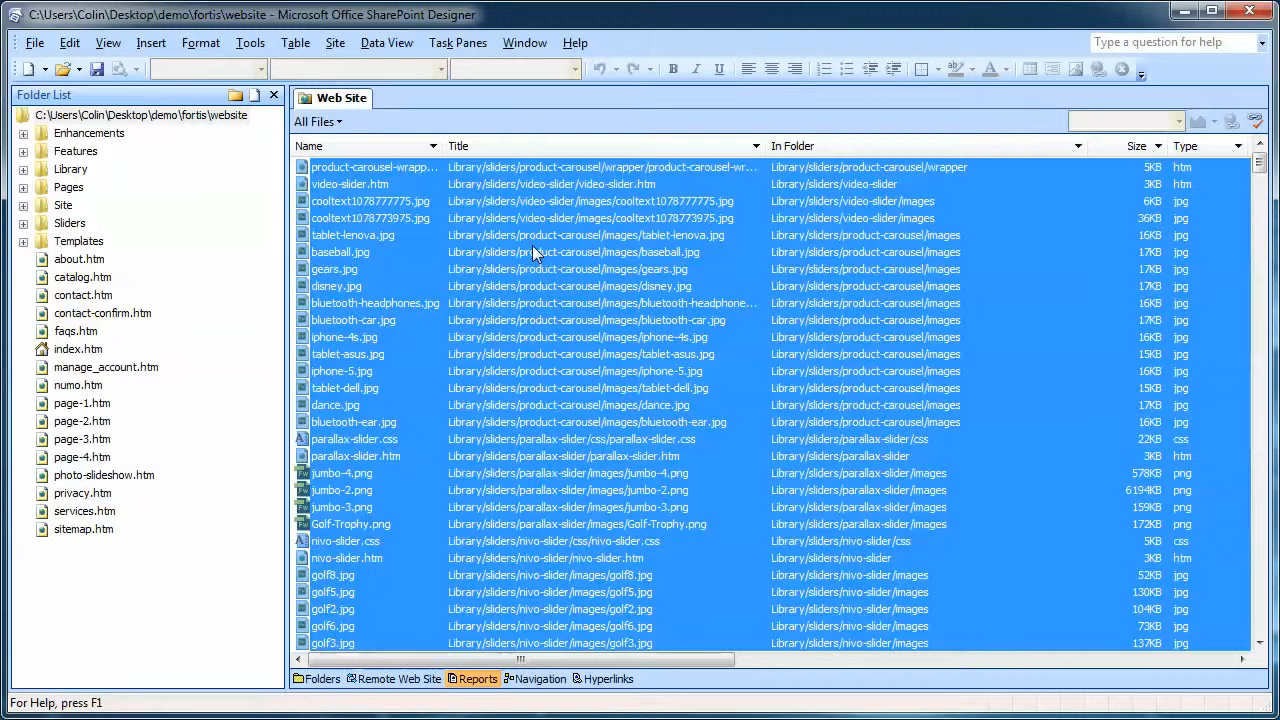 C:\Users\Colin\Desktop\demo\fortis\website - Microsoft Office SharePoint Designer
File Edit View Insert Format Tools Table Site Data View Task Panes Window Help Type a question for help
B I U
Folder List
C:\Users\Colin\Desktop\demo\fortis\website
Enhancements
Features
Library
Pages
Site
Sliders
Templates
about.htm
catalog.htm
contact.htm
contact-confirm.htm
faqs.htm
index.htm
manage_account.htm
numo.htm
page-1.htm
page-2.htm
page-3.htm
page-4.htm
photo-slideshow.htm
privacy.htm
services.htm
sitemap.htm
Web Site
All Files
Name Title In Folder Size Type
product-carousel-wrapp... Library/sliders/product-carousel/wrapper/product-carousel-wr... Library/sliders/product-carousel/wrapper 5KB htm
video-slider.htm Library/sliders/video-slider/video-slider.htm Library/sliders/video-slider 3KB htm
cooltext1078777775.jpg Library/sliders/video-slider/images/cooltext1078777775.jpg Library/sliders/video-slider/images 6KB jpg
cooltext1078773975.jpg Library/sliders/video-slider/images/cooltext1078773975.jpg Library/sliders/video-slider/images 36KB jpg
tablet-lenova.jpg Library/sliders/product-carousel/images/tablet-lenova.jpg Library/sliders/product-carousel/images 16KB jpg
baseball.jpg Library/sliders/product-carousel/images/baseball.jpg Library/sliders/product-carousel/images 17KB jpg
gears.jpg Library/sliders/product-carousel/images/gears.jpg Library/sliders/product-carousel/images 17KB jpg
disney.jpg Library/sliders/product-carousel/images/disney.jpg Library/sliders/product-carousel/images 17KB jpg
bluetooth-headphones.jpg Library/sliders/product-carousel/images/bluetooth-headphone... Library/sliders/product-carousel/images 16KB jpg
bluetooth-car.jpg Library/sliders/product-carousel/images/bluetooth-car.jpg Library/sliders/product-carousel/images 17KB jpg
iphone-4s.jpg Library/sliders/product-carousel/images/iphone-4s.jpg Library/sliders/product-carousel/images 16KB jpg
tablet-asus.jpg Library/sliders/product-carousel/images/tablet-asus.jpg Library/sliders/product-carousel/images 15KB jpg
iphone-5.jpg Library/sliders/product-carousel/images/iphone-5.jpg Library/sliders/product-carousel/images 16KB jpg
tablet-dell.jpg Library/sliders/product-carousel/images/tablet-dell.jpg Library/sliders/product-carousel/images 15KB jpg
dance.jpg Library/sliders/product-carousel/images/dance.jpg Library/sliders/product-carousel/images 17KB jpg
bluetooth-ear.jpg Library/sliders/product-carousel/images/bluetooth-ear.jpg Library/sliders/product-carousel/images 16KB jpg
parallax-slider.css Library/sliders/parallax-slider/css/parallax-slider.css Library/sliders/parallax-slider/css 22KB css
parallax-slider.htm Library/sliders/parallax-slider/parallax-slider.htm Library/sliders/parallax-slider 3KB htm
jumbo-4.png Library/sliders/parallax-slider/images/jumbo-4.png Library/sliders/parallax-slider/images 578KB png
jumbo-2.png Library/sliders/parallax-slider/images/jumbo-2.png Library/sliders/parallax-slider/images 6194KB png
jumbo-3.png Library/sliders/parallax-slider/images/jumbo-3.png Library/sliders/parallax-slider/images 159KB png
Golf-Trophy.png Library/sliders/parallax-slider/images/Golf-Trophy.png Library/sliders/parallax-slider/images 172KB png
nivo-slider.css Library/sliders/nivo-slider/css/nivo-slider.css Library/sliders/nivo-slider/css 5KB css
nivo-slider.htm Library/sliders/nivo-slider/nivo-slider.htm Library/sliders/nivo-slider 3KB htm
golf8.jpg Library/sliders/nivo-slider/images/golf8.jpg Library/sliders/nivo-slider/images 52KB jpg
golf5.jpg Library/sliders/nivo-slider/images/golf5.jpg Library/sliders/nivo-slider/images 130KB jpg
golf2.jpg Library/sliders/nivo-slider/images/golf2.jpg Library/sliders/nivo-slider/images 104KB jpg
golf6.jpg Library/sliders/nivo-slider/images/golf6.jpg Library/sliders/nivo-slider/images 73KB jpg
golf3.jpg Library/sliders/nivo-slider/images/golf3.jpg Library/sliders/nivo-slider/images 137KB jpg
Folders Remote Web Site Reports Navigation Hyperlinks
For Help, press F1